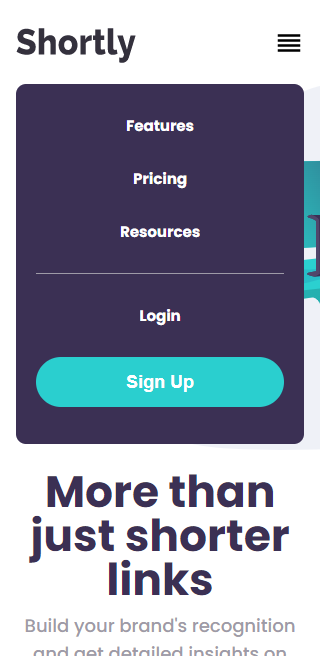 Shortly
Features
Pricing
Resources
Login
Sign Up
More than
just shorter
links
Build your brand's recognition
and get detailed insights on